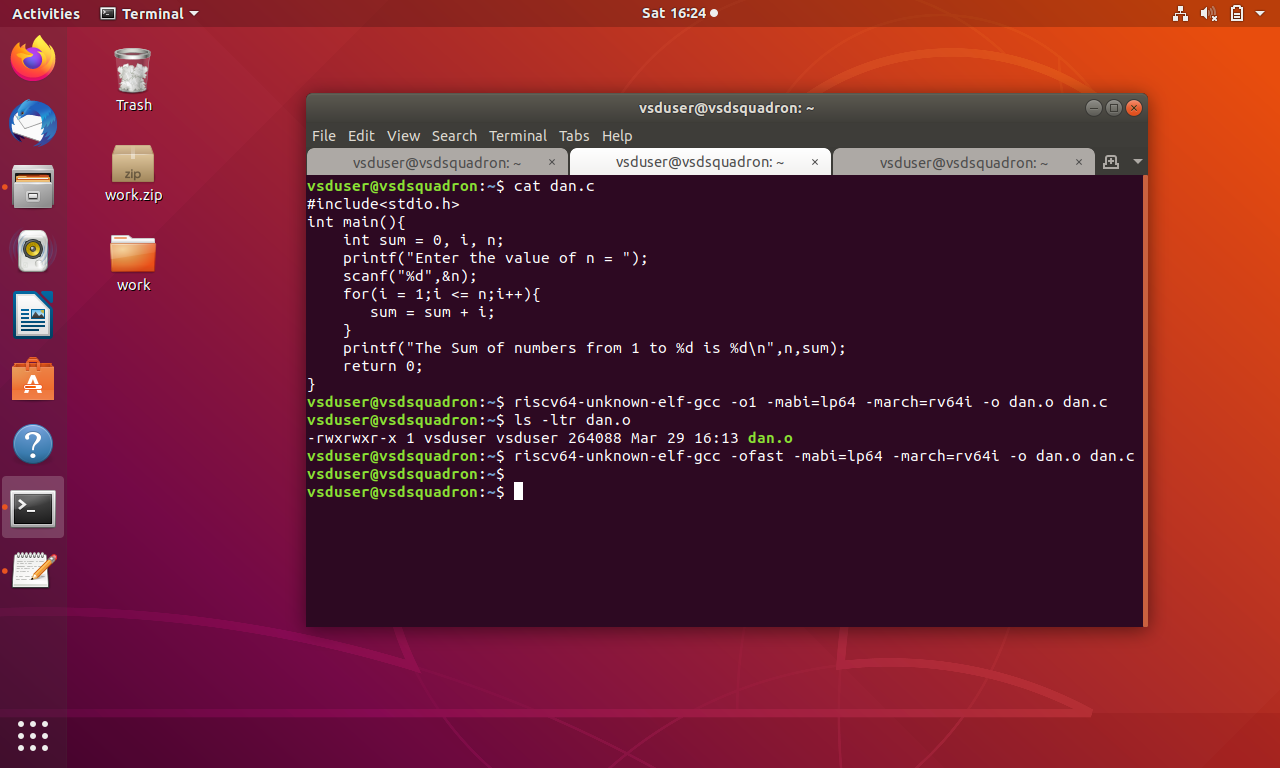 Activities Terminal Sat 16:24
Trash
zip
work.zip
work
vsduser@vsdsquadron: ~
File Edit View Search Terminal Tabs Help
vsduser@vsdsquadron: ~ × vsduser@vsdsquadron: ~ × vsduser@vsdsquadron: ~ ×
vsduser@vsdsquadron:~$ cat dan.c
#include<stdio.h>
int main(){
    int sum = 0, i, n;
    printf("Enter the value of n = ");
    scanf("%d",&n);
    for(i = 1;i <= n;i++){
       sum = sum + i;
    }
    printf("The Sum of numbers from 1 to %d is %d\n",n,sum);
    return 0;
}
vsduser@vsdsquadron:~$ riscv64-unknown-elf-gcc -o1 -mabi=lp64 -march=rv64i -o dan.o dan.c
vsduser@vsdsquadron:~$ ls -ltr dan.o
-rwxrwxr-x 1 vsduser vsduser 264088 Mar 29 16:13 dan.o
vsduser@vsdsquadron:~$ riscv64-unknown-elf-gcc -ofast -mabi=lp64 -march=rv64i -o dan.o dan.c
vsduser@vsdsquadron:~$
vsduser@vsdsquadron:~$